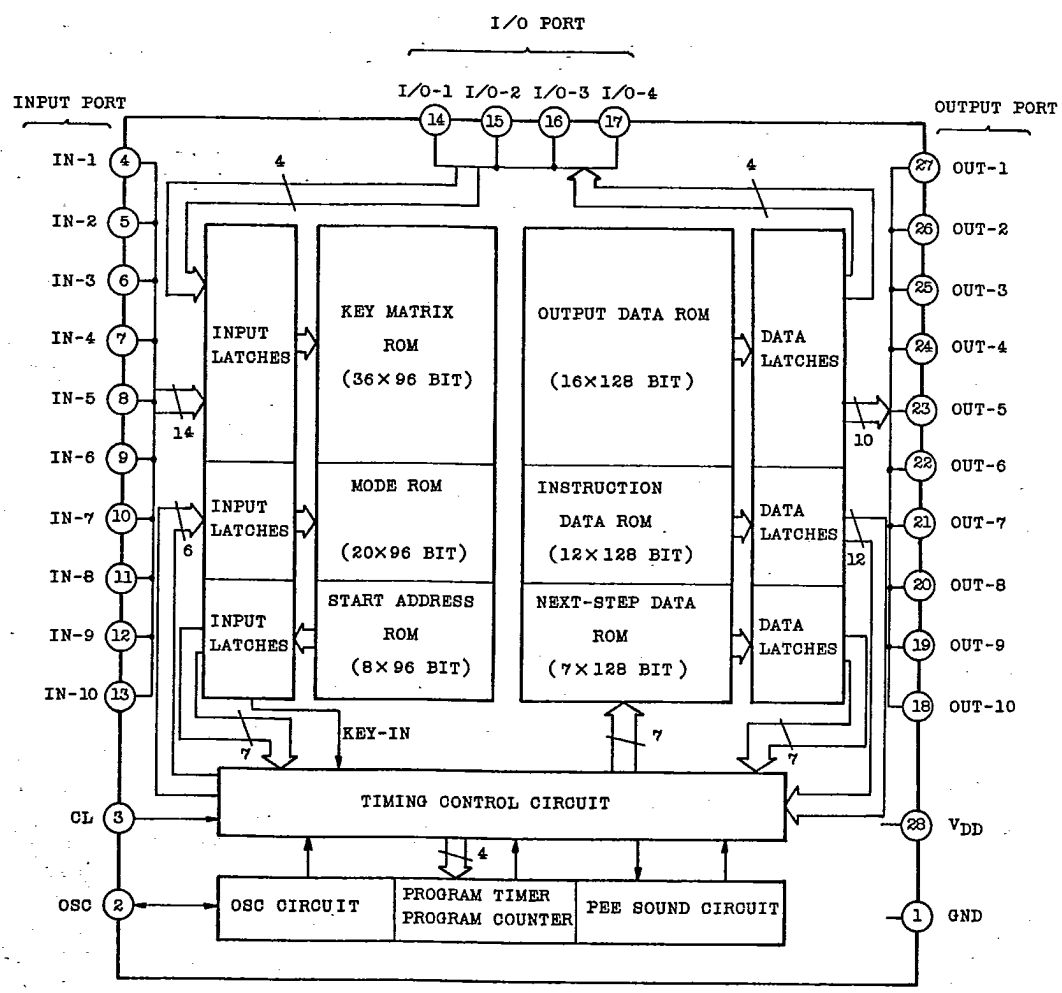 I/O PORT
I/O-1 I/O-2 I/O-3 I/O-4
INPUT PORT
OUTPUT PORT
14 15 16 17
IN-1 4
4
4
27 OUT-1
IN-2 5
26 OUT-2
IN-3 6
25 OUT-3
IN-4 7
24 OUT-4
IN-5 8
23 OUT-5
IN-6 9
22 OUT-6
IN-7 10
21 OUT-7
IN-8 11
20 OUT-8
IN-9 12
19 OUT-9
IN-10 13
18 OUT-10
INPUT
LATCHES
14
KEY MATRIX
ROM
(36×96 BIT)
OUTPUT DATA ROM
(16×128 BIT)
DATA
LATCHES
10
INPUT
LATCHES
6
MODE ROM
(20×96 BIT)
INSTRUCTION
DATA ROM
(12×128 BIT)
DATA
LATCHES
12
INPUT
LATCHES
START ADDRESS
ROM
(8×96 BIT)
NEXT-STEP DATA
ROM
(7×128 BIT)
DATA
LATCHES
7
KEY-IN
7
7
TIMING CONTROL CIRCUIT
CL 3
28 VDD
4
OSC 2
OSC CIRCUIT
PROGRAM TIMER
PROGRAM COUNTER
PEE SOUND CIRCUIT
1 GND